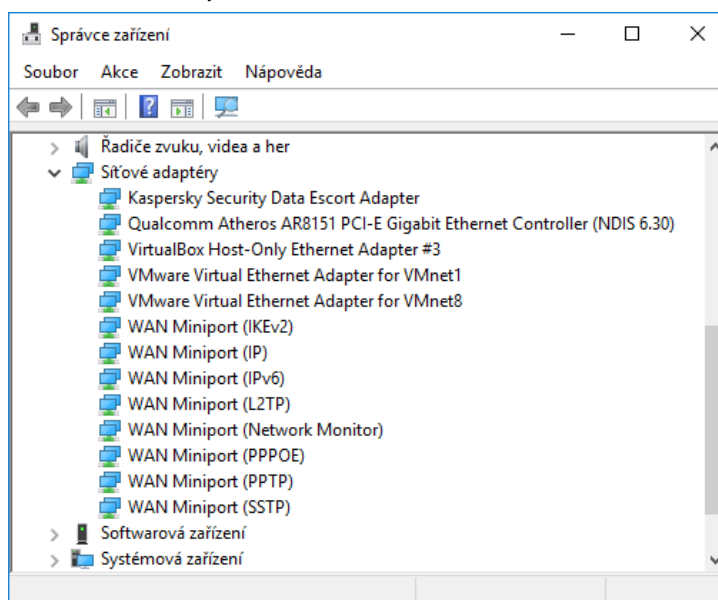 Správce zařízení
Soubor Akce Zobrazit Nápověda
Řadiče zvuku, videa a her
Síťové adaptéry
Kaspersky Security Data Escort Adapter
Qualcomm Atheros AR8151 PCI-E Gigabit Ethernet Controller (NDIS 6.30)
VirtualBox Host-Only Ethernet Adapter #3
VMware Virtual Ethernet Adapter for VMnet1
VMware Virtual Ethernet Adapter for VMnet8
WAN Miniport (IKEv2)
WAN Miniport (IP)
WAN Miniport (IPv6)
WAN Miniport (L2TP)
WAN Miniport (Network Monitor)
WAN Miniport (PPPOE)
WAN Miniport (PPTP)
WAN Miniport (SSTP)
Softwarová zařízení
Systémová zařízení